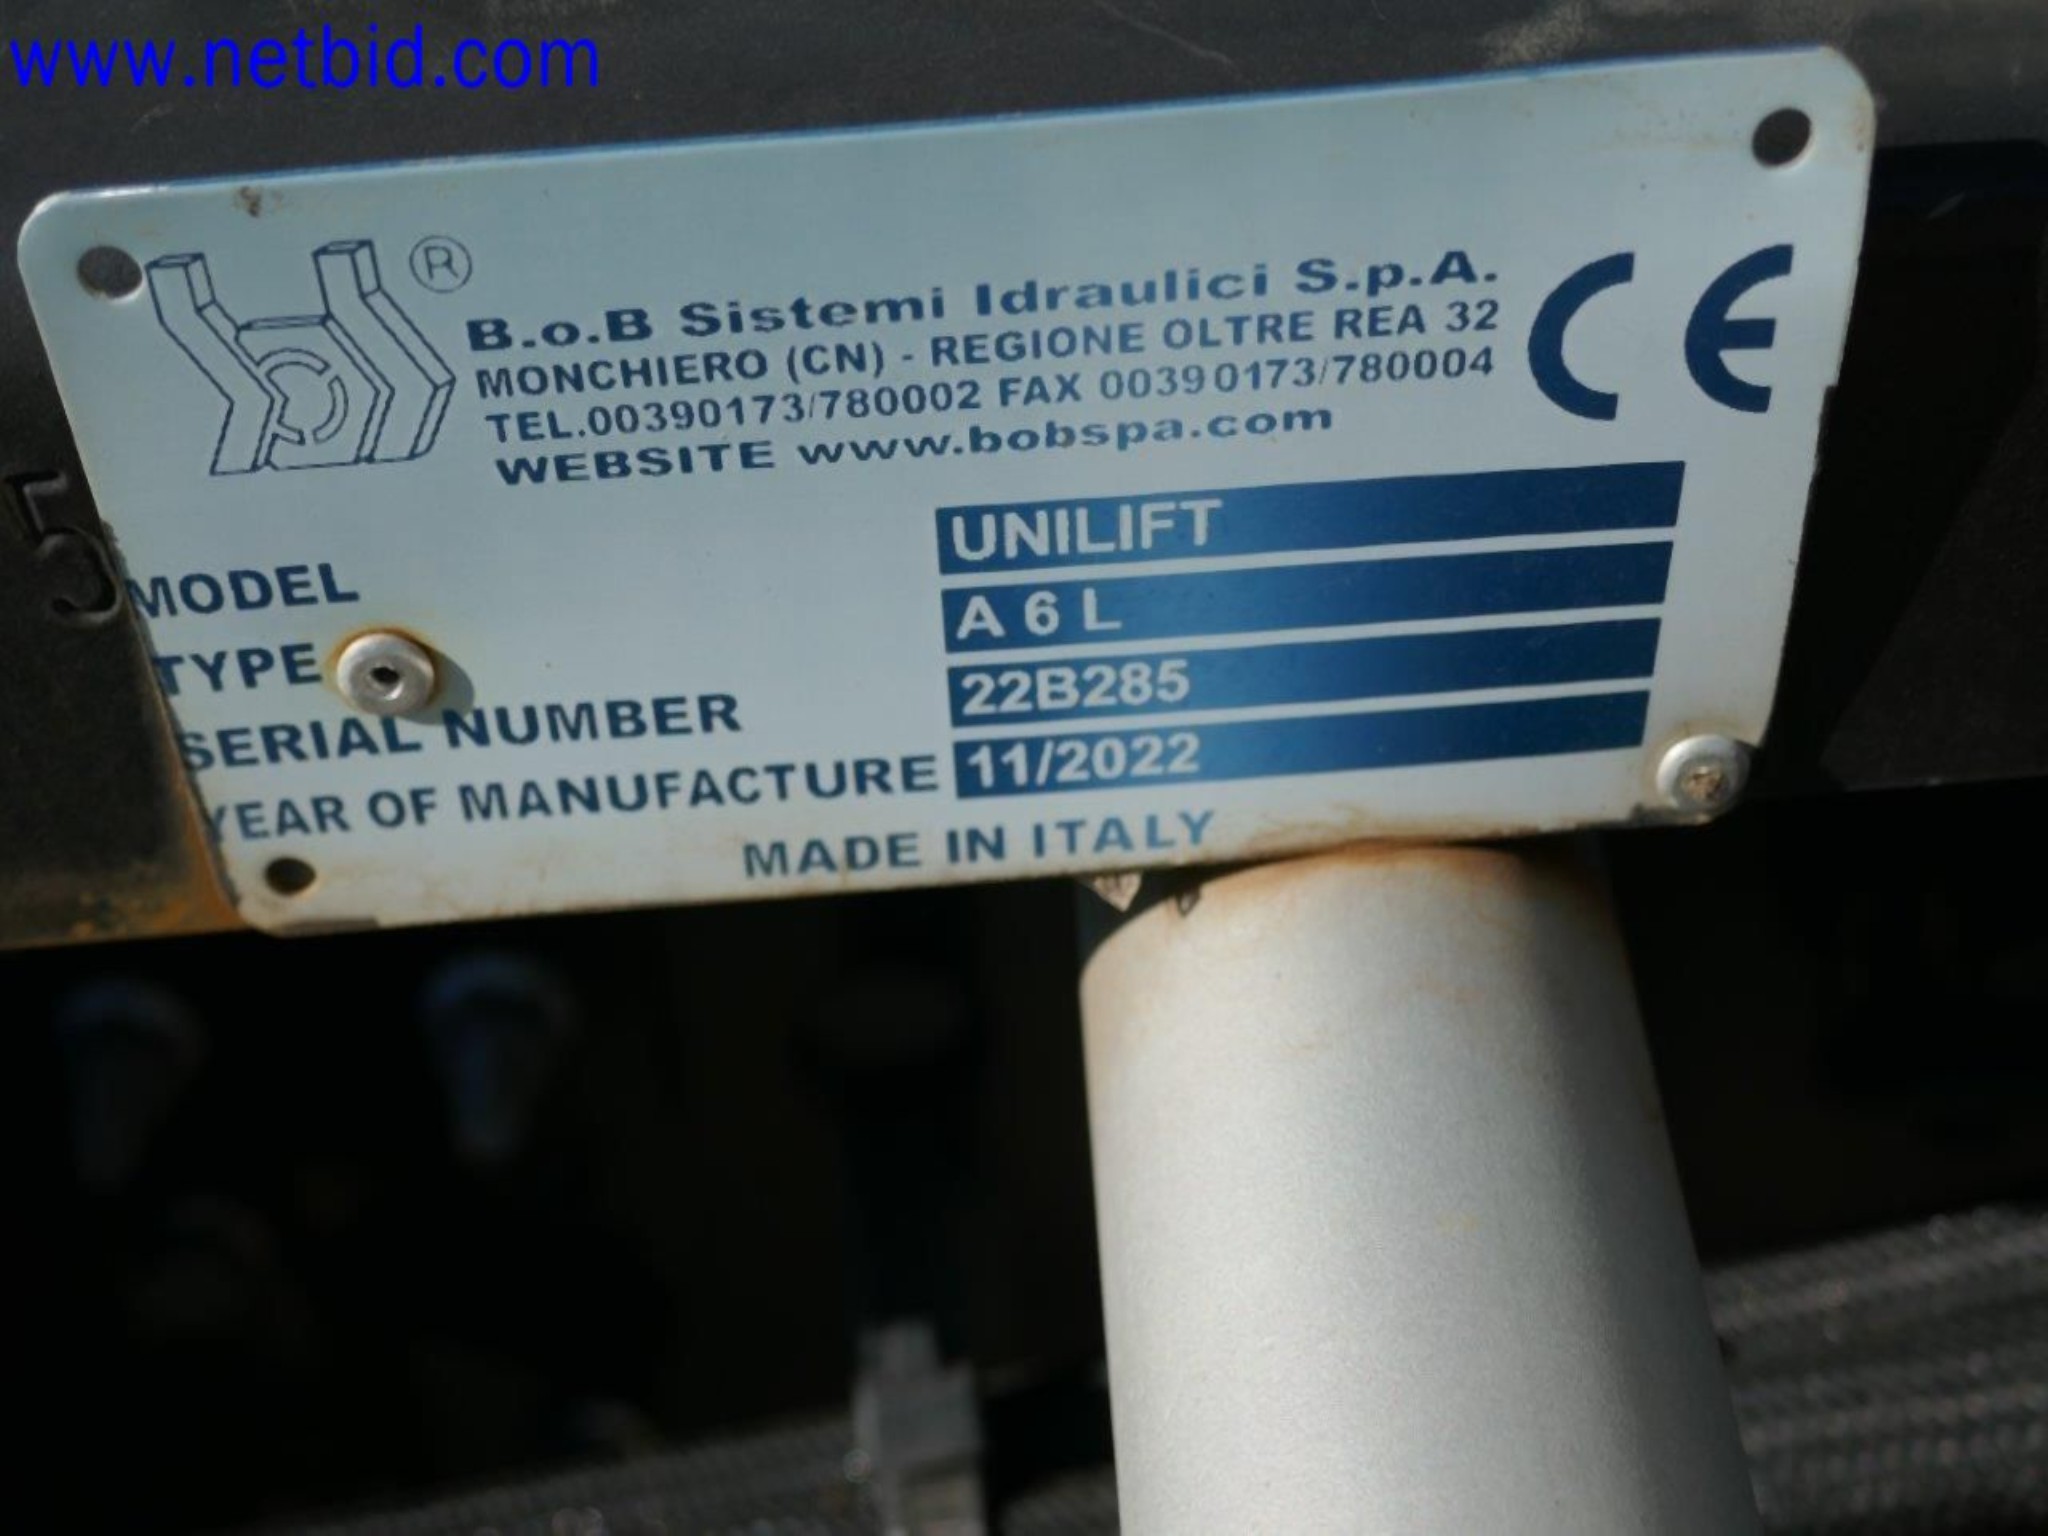 www.netbid.com
®
B.o.B Sistemi Idraulici S.p.A.
MONCHIERO (CN) - REGIONE OLTRE REA 32
TEL.00390173/780002 FAX 00390173/780004
WEBSITE www.bobspa.com
CE
5
MODEL UNILIFT
TYPE A 6 L
SERIAL NUMBER 22B285
YEAR OF MANUFACTURE 11/2022
MADE IN ITALY